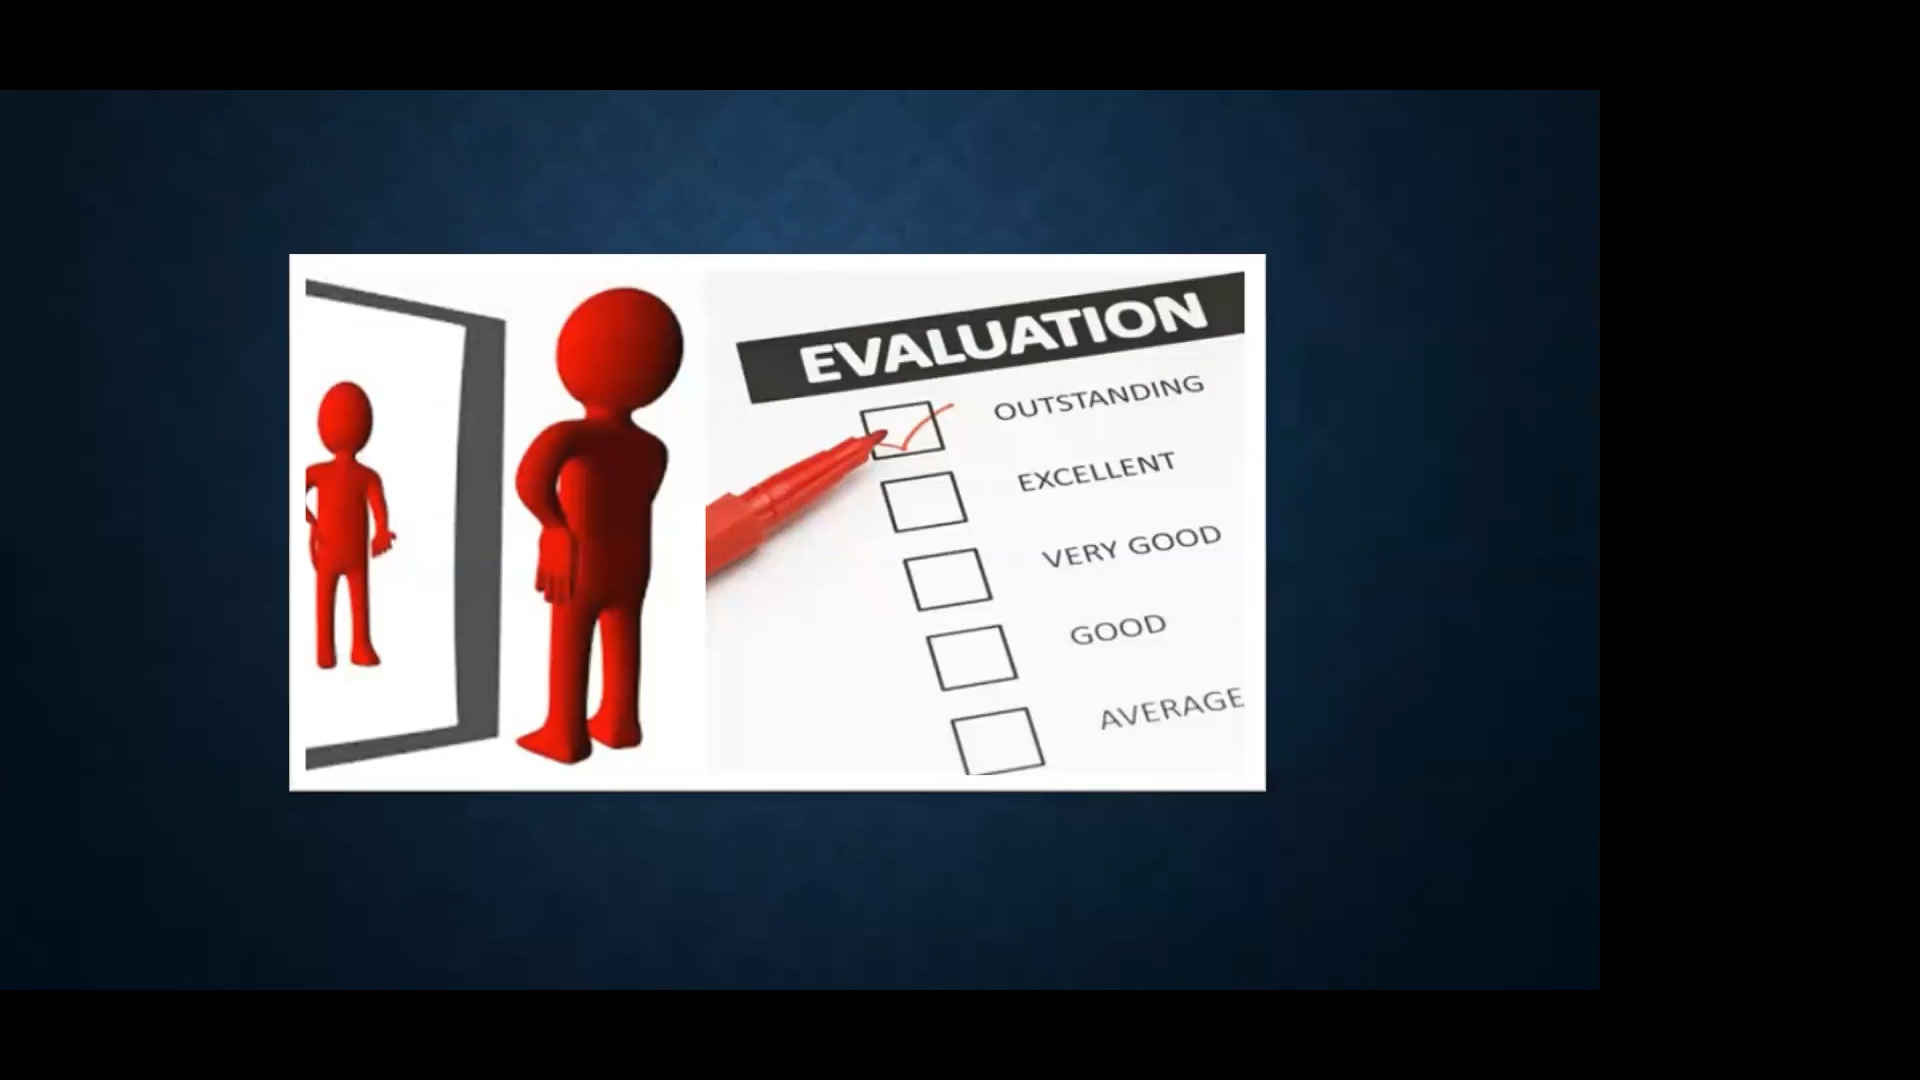 EVALUATION
OUTSTANDING
EXCELLENT
VERY GOOD
GOOD
AVERAGE